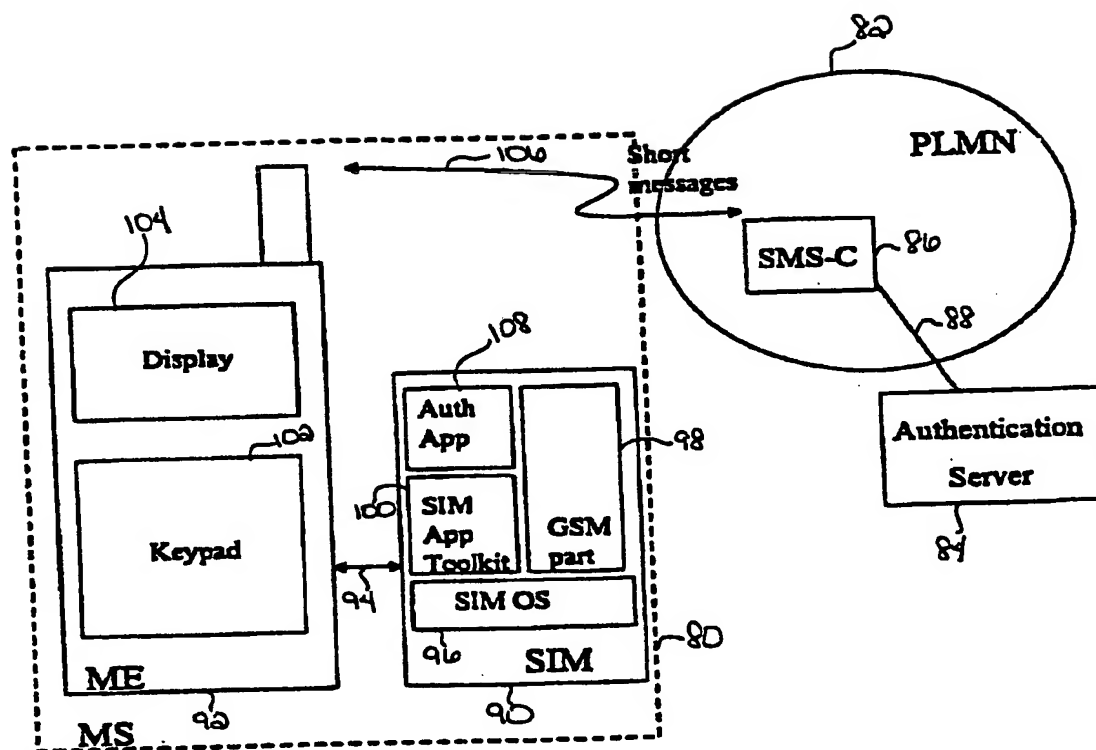 82
PLMN
106
Short
messages
SMS-C
86
88
Authentication
Server
84
104
Display
102
Keypad
ME
92
MS
94
108
Auth
App
98
100
SIM
App
Toolkit
GSM
part
SIM OS
96
SIM
90
80